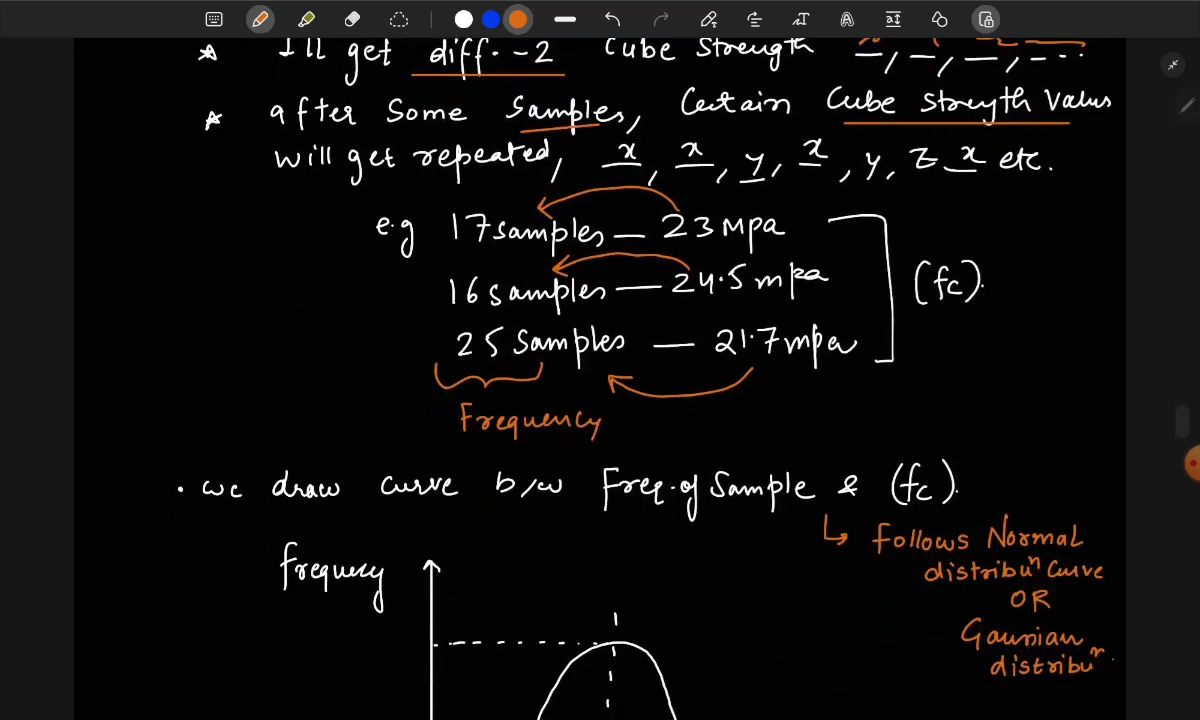 * I'll get diff.-2 Cube Strength
* after Some Samples, Certain Cube Strength Values
will get repeated, x, x, y, x, y, z x etc.
e.g 17 samples — 23 Mpa
16 samples — 24.5 mpa
25 Samples — 21.7 mpa
(fc).
Frequency
• we draw curve b/w Freq. of Sample & (fc).
↳ Follows Normal
distribuⁿ Curve
OR
Gaussian
distribuⁿ.
frequency